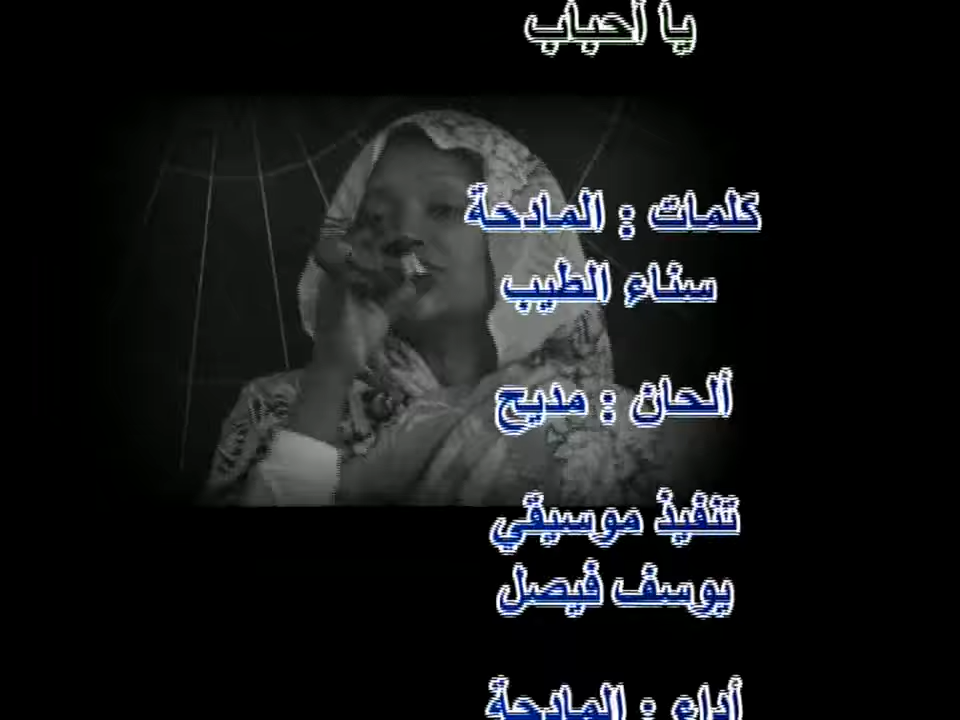 يا أحباب
كلمات : المادحة
سناء الطيب
ألحان : مديح
تنفيذ موسيقي
يوسف فيصل
أداء : المادحة